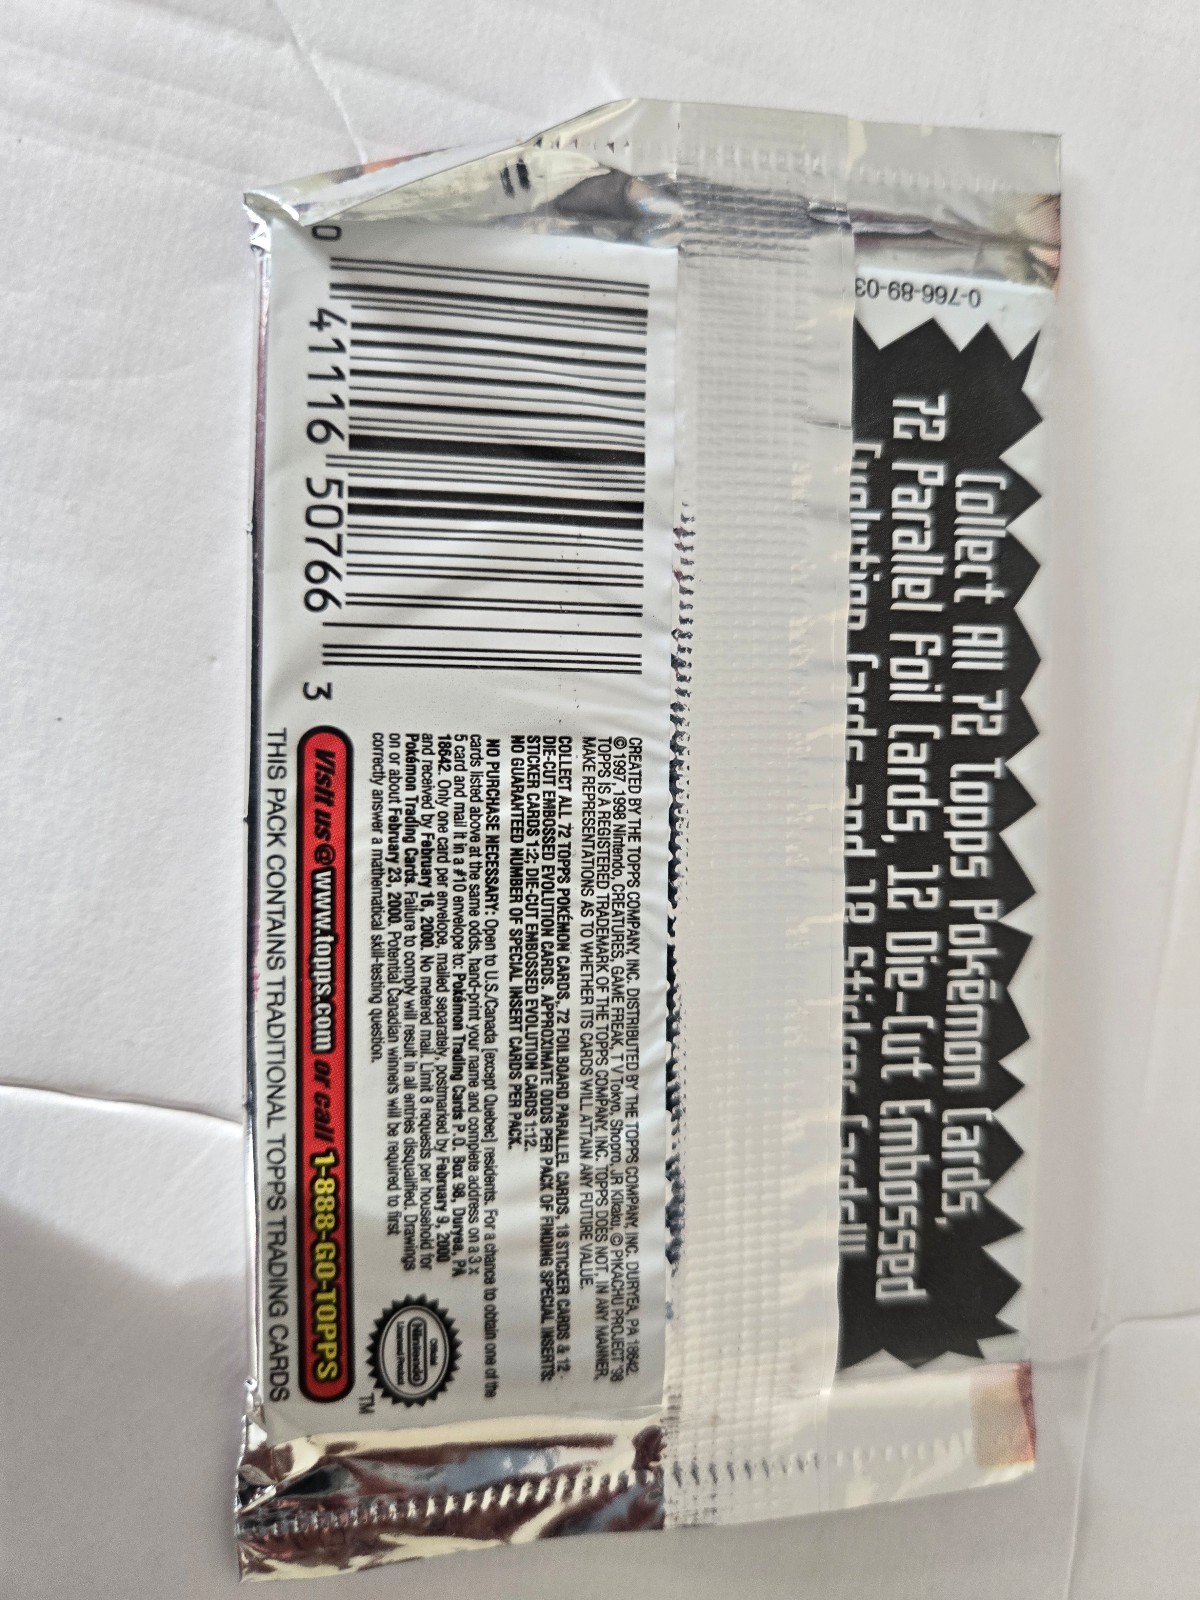 0-766-89-03
Collect All 72 Topps Pokémon Cards,
72 Parallel Foil Cards, 12 Die-Cut Embossed
Evolution Cards and 18 Sticker Cards!!!
CREATED BY THE TOPPS COMPANY, INC. DISTRIBUTED BY THE TOPPS COMPANY, INC. DURYEA, PA 18642.
© 1997, 1998 Nintendo, CREATURES, GAME FREAK, T V Tokyo, Shopro, JR Kikaku, © PIKACHU PROJECT '98
TOPPS IS A REGISTERED TRADEMARK OF THE TOPPS COMPANY, INC. TOPPS DOES NOT, IN ANY MANNER,
MAKE REPRESENTATIONS AS TO WHETHER ITS CARDS WILL ATTAIN ANY FUTURE VALUE.
COLLECT ALL 72 TOPPS POKÉMON CARDS, 72 FOILBOARD PARALLEL CARDS, 18 STICKER CARDS & 12
DIE-CUT EMBOSSED EVOLUTION CARDS. APPROXIMATE ODDS PER PACK OF FINDING SPECIAL INSERTS:
STICKER CARDS 1:2; DIE-CUT EMBOSSED EVOLUTION CARDS 1:12.
NO GUARANTEED NUMBER OF SPECIAL INSERT CARDS PER PACK.
NO PURCHASE NECESSARY: Open to U.S./Canada [except Quebec] residents. For a chance to obtain one of the
cards listed above at the same odds, hand-print your name and complete address on a 3 x
5 card and mail it in a #10 envelope to: Pokémon Trading Cards P.O. Box 98, Duryea, PA
18642. Only one card per envelope, mailed separately, postmarked by February 9, 2000
and received by February 16, 2000. No metered mail. Limit 8 requests per household for
Pokémon Trading Cards. Failure to comply will result in all entries disqualified. Drawings
on or about February 23, 2000. Potential Canadian winners will be required to first
correctly answer a mathematical skill-testing question.
Official
Nintendo
Licensed Product
TM
0 41116 50766 3
Visit us @ www.topps.com or call 1-888-GO-TOPPS
THIS PACK CONTAINS TRADITIONAL TOPPS TRADING CARDS